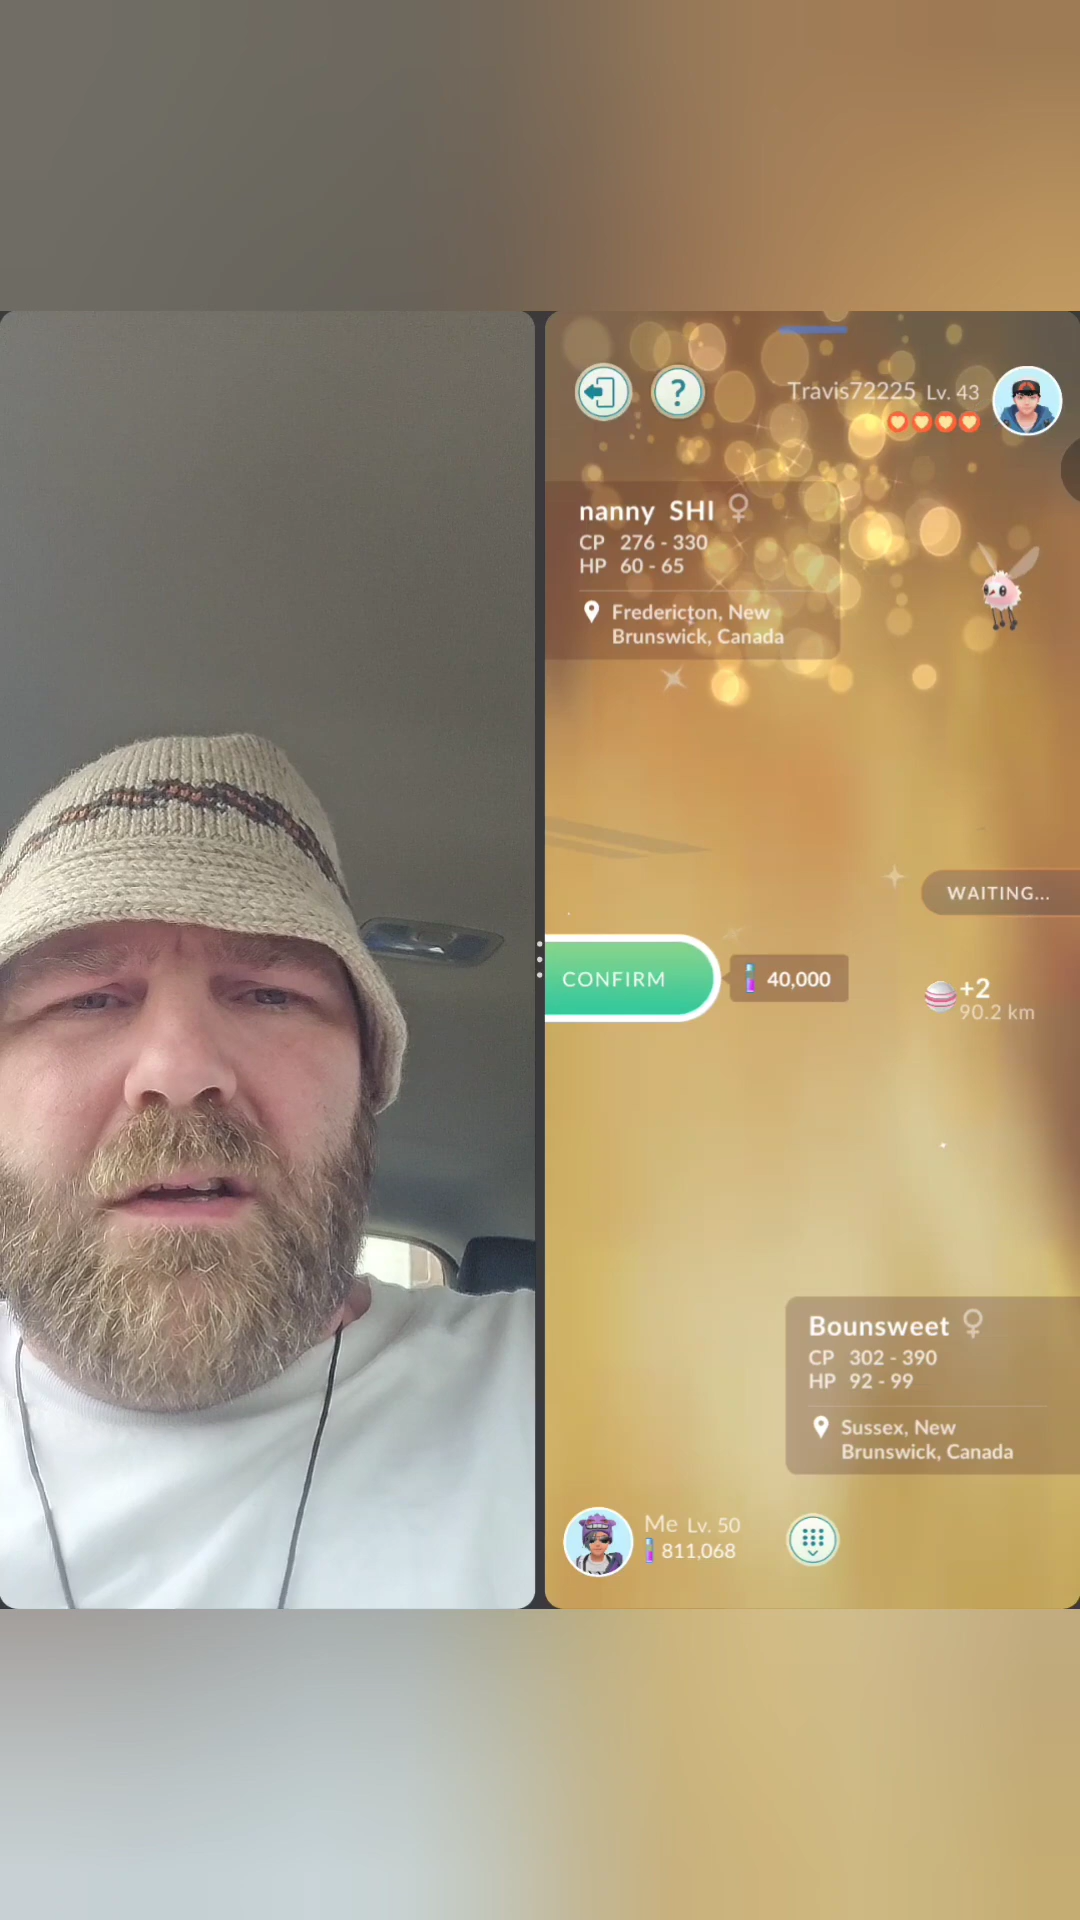 ?
Travis72225 Lv. 43
nanny SHI ♀
CP 276 - 330
HP 60 - 65
Fredericton, New
Brunswick, Canada
WAITING...
CONFIRM
40,000
+2
90.2 km
Bounsweet ♀
CP 302 - 390
HP 92 - 99
Sussex, New
Brunswick, Canada
Me Lv. 50
811,068